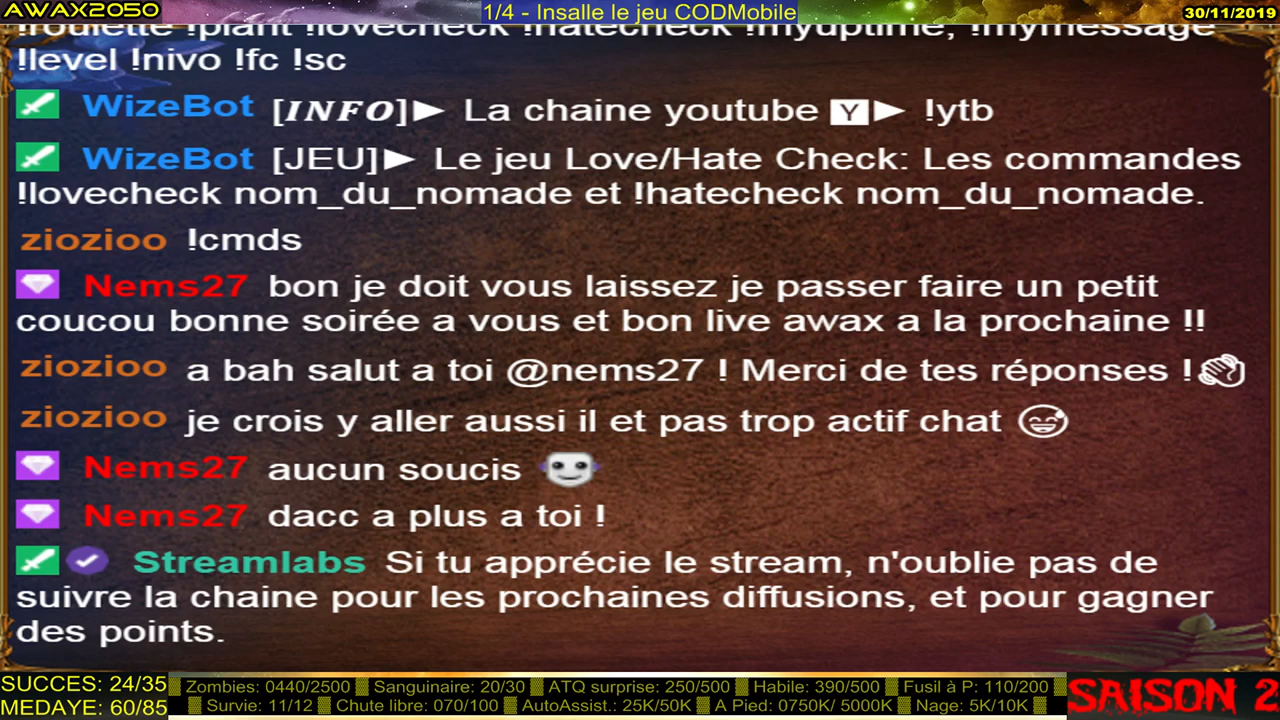 AWAX2050
1/4 - Insalle le jeu CODMobile
30/11/2019
!roulette !plant !lovecheck !hatecheck !myuptime, !mymessage
!level !nivo !fc !sc
WizeBot [INFO]► La chaine youtube Y► !ytb
WizeBot [JEU]► Le jeu Love/Hate Check: Les commandes
!lovecheck nom_du_nomade et !hatecheck nom_du_nomade.
ziozioo !cmds
Nems27 bon je doit vous laissez je passer faire un petit
coucou bonne soirée a vous et bon live awax a la prochaine !!
ziozioo a bah salut a toi @nems27 ! Merci de tes réponses !👏
ziozioo je crois y aller aussi il et pas trop actif chat 😅
Nems27 aucun soucis
Nems27 dacc a plus a toi !
Streamlabs Si tu apprécie le stream, n'oublie pas de
suivre la chaine pour les prochaines diffusions, et pour gagner
des points.
SUCCES: 24/35
MEDAYE: 60/85
Zombies: 0440/2500 ▒ Sanguinaire: 20/30 ▒ ATQ surprise: 250/500 ▒ Habile: 390/500 ▒ Fusil à P: 110/200
Survie: 11/12 ▒ Chute libre: 070/100 ▒ AutoAssist.: 25K/50K ▒ A Pied: 0750K/ 5000K ▒ Nage: 5K/10K
SAISON 2